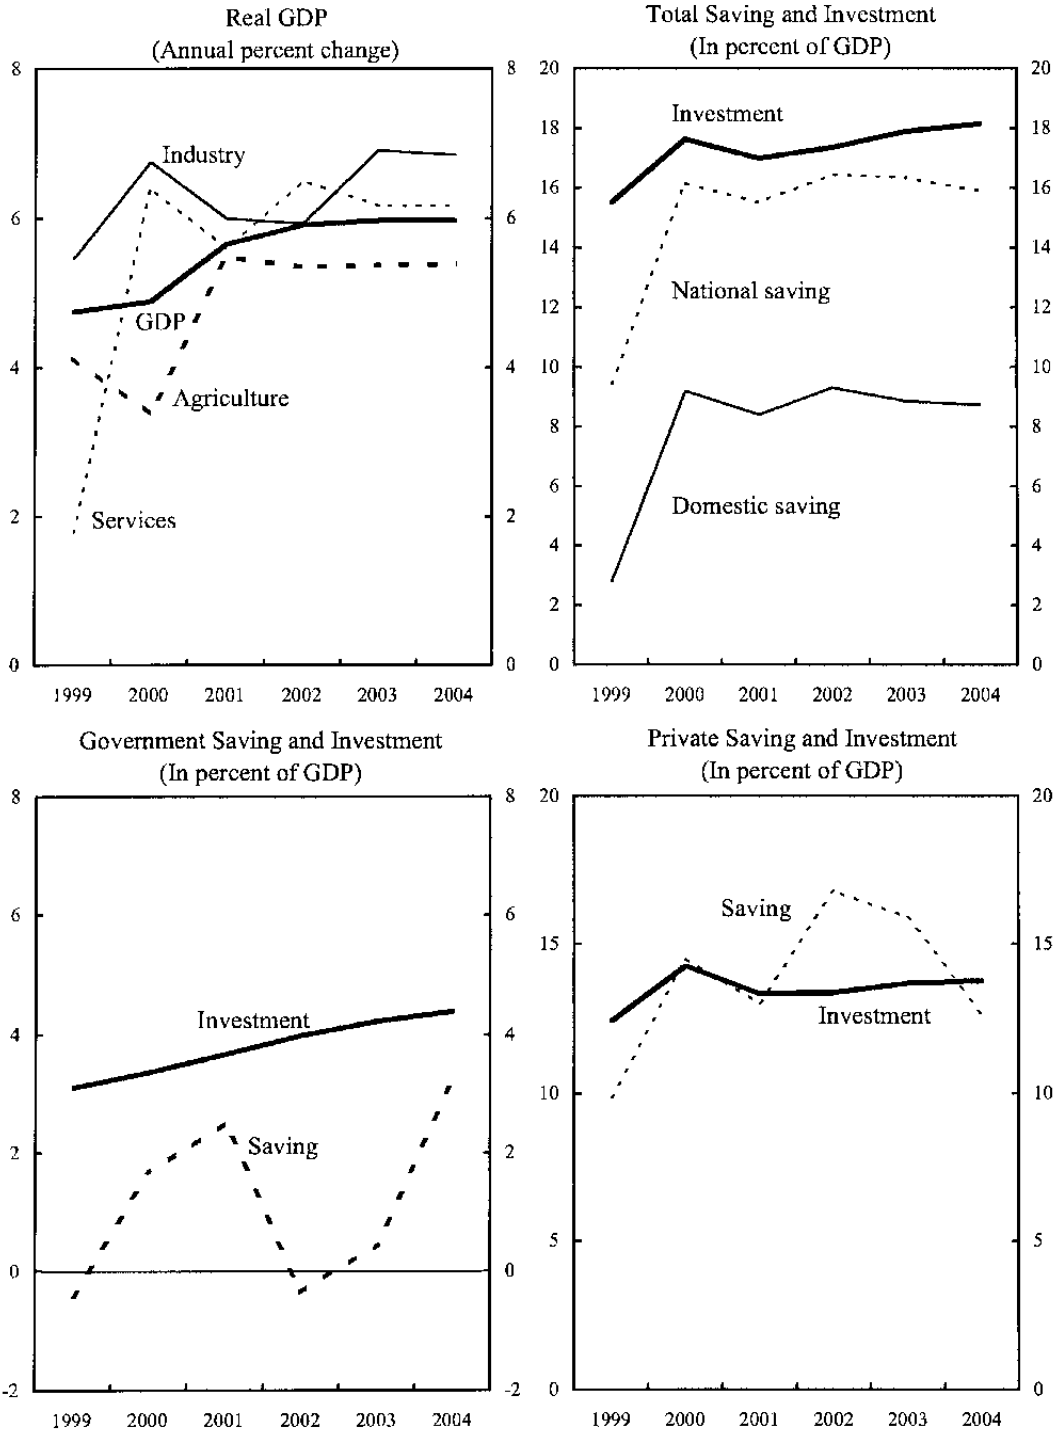 Real GDP
(Annual percent change)
8 8
Industry
6 6
GDP
4 4
Agriculture
2 2
Services
0 0
1999 2000 2001 2002 2003 2004
Total Saving and Investment
(In percent of GDP)
20 20
Investment
18 18
16 16
14 14
National saving
12 12
10 10
8 8
6 6
Domestic saving
4 4
2 2
0 0
1999 2000 2001 2002 2003 2004
Government Saving and Investment
(In percent of GDP)
8 8
6 6
Investment
4 4
Saving
2 2
0 0
-2 -2
1999 2000 2001 2002 2003 2004
Private Saving and Investment
(In percent of GDP)
20 20
Saving
15 15
Investment
10 10
5 5
0 0
1999 2000 2001 2002 2003 2004